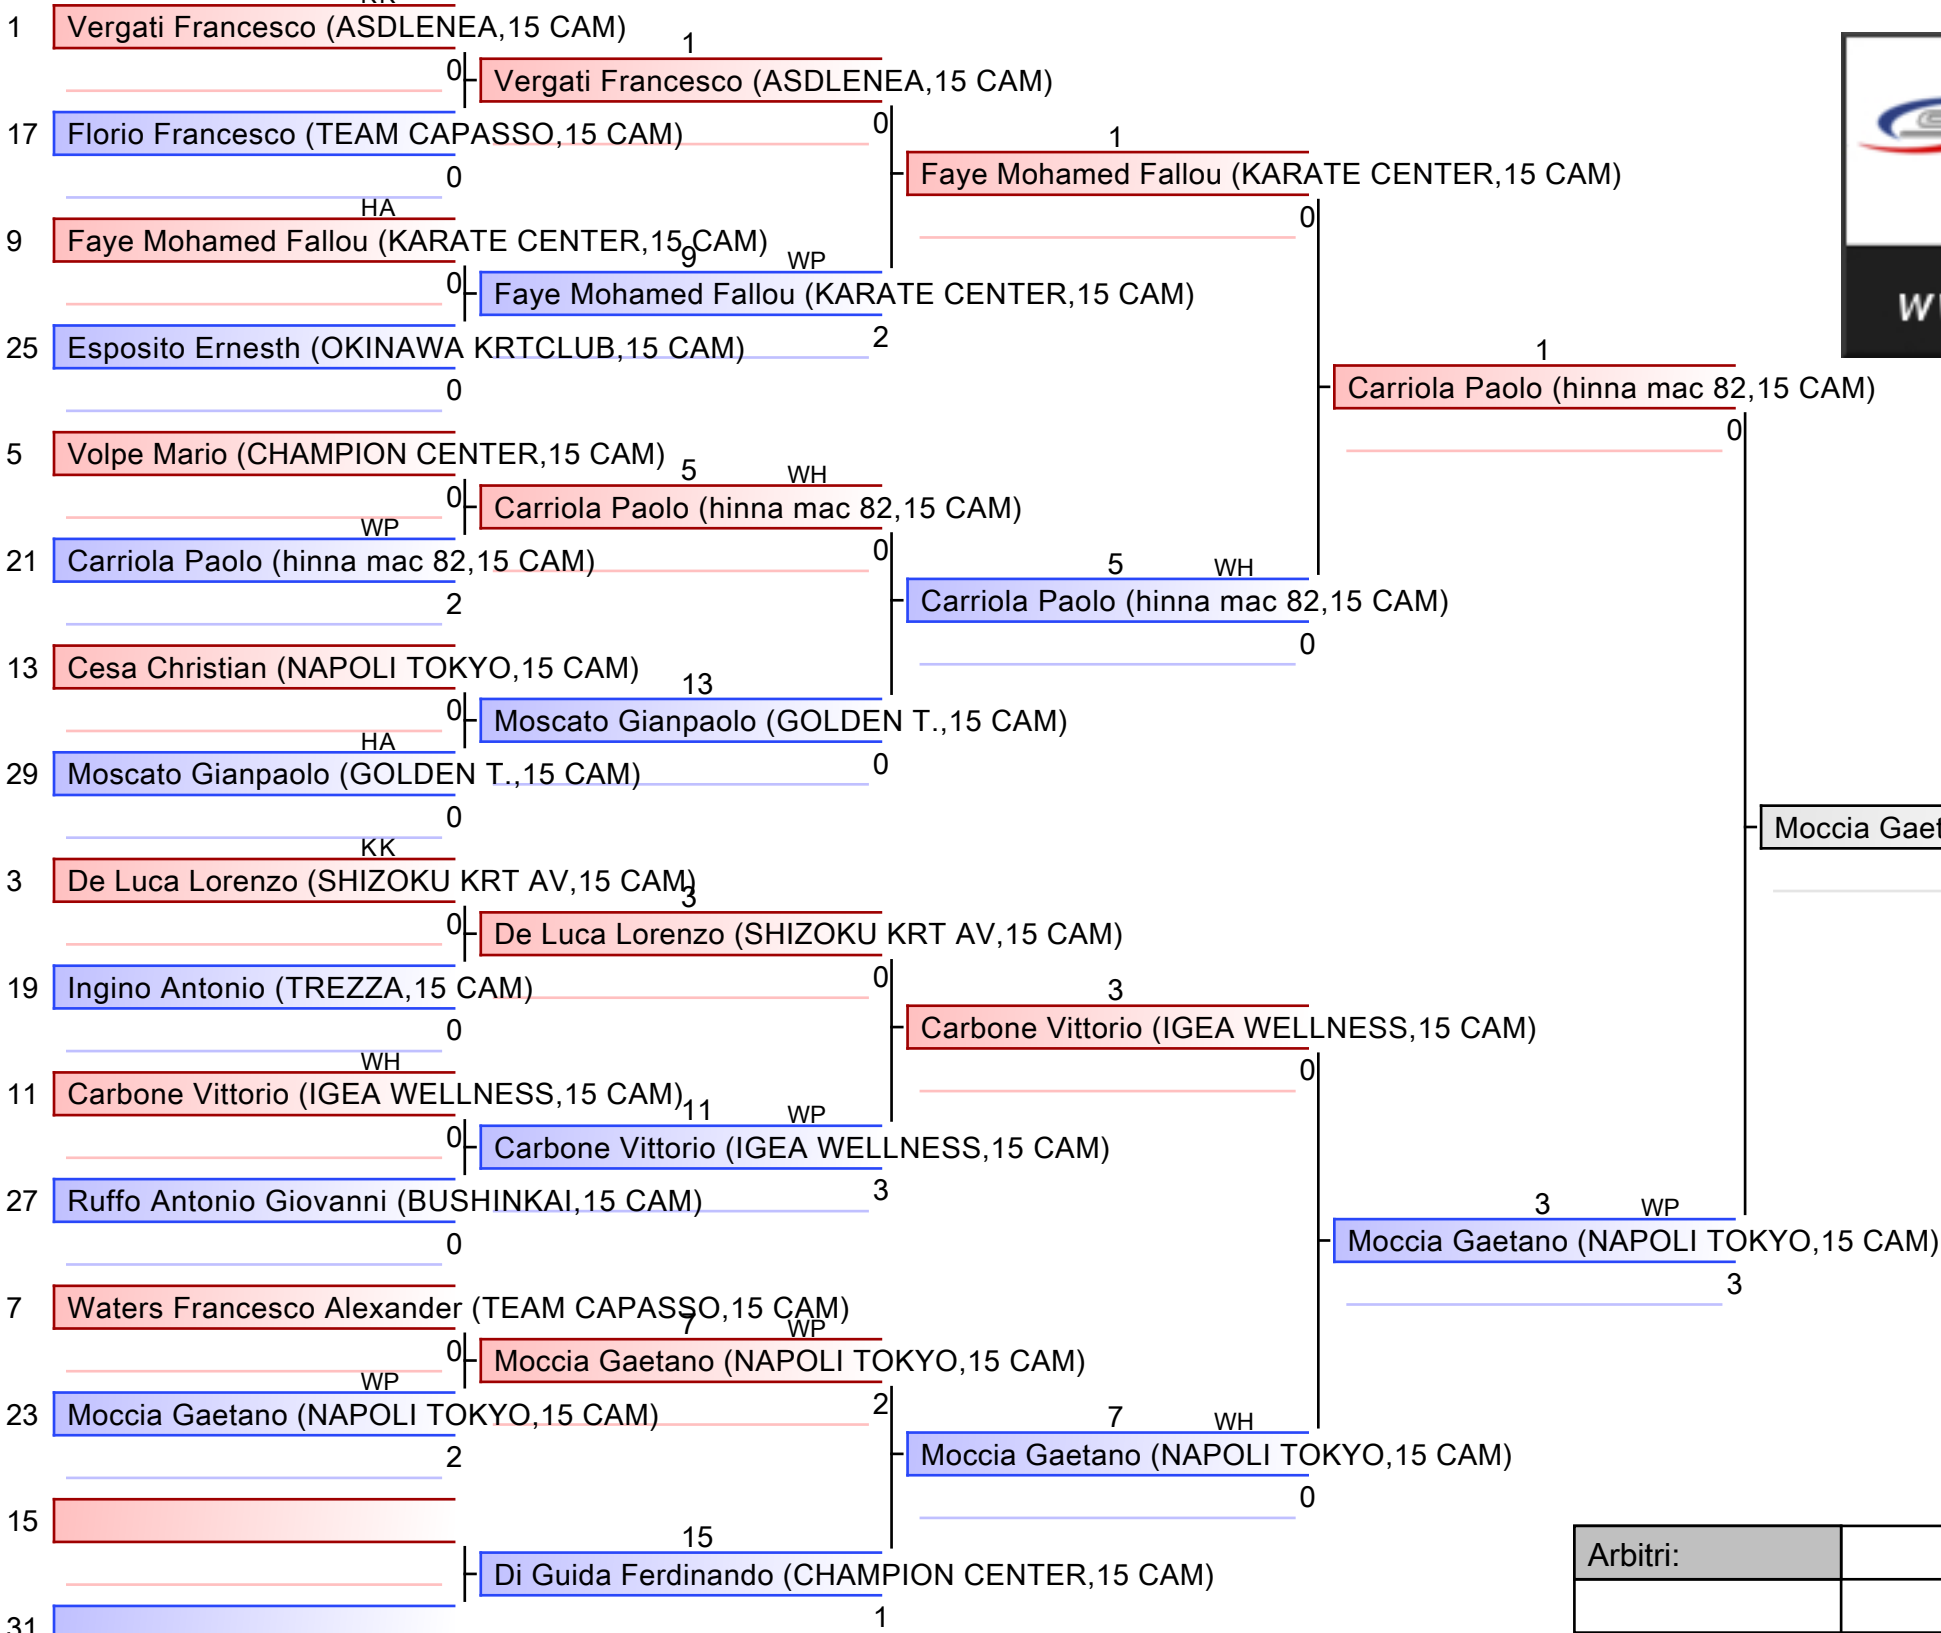 KK
1 Vergati Francesco (ASDLENEA,15 CAM)
0
17 Florio Francesco (TEAM CAPASSO,15 CAM)
0
HA
9 Faye Mohamed Fallou (KARATE CENTER,15 CAM)
0
25 Esposito Ernesth (OKINAWA KRTCLUB,15 CAM)
0
5 Volpe Mario (CHAMPION CENTER,15 CAM)
0
WP
21 Carriola Paolo (hinna mac 82,15 CAM)
2
13 Cesa Christian (NAPOLI TOKYO,15 CAM)
0
HA
29 Moscato Gianpaolo (GOLDEN T.,15 CAM)
0
KK
3 De Luca Lorenzo (SHIZOKU KRT AV,15 CAM)
0
19 Ingino Antonio (TREZZA,15 CAM)
0
WH
11 Carbone Vittorio (IGEA WELLNESS,15 CAM)
0
27 Ruffo Antonio Giovanni (BUSHINKAI,15 CAM)
0
7 Waters Francesco Alexander (TEAM CAPASSO,15 CAM)
0
WP
23 Moccia Gaetano (NAPOLI TOKYO,15 CAM)
2
15
31
1
Vergati Francesco (ASDLENEA,15 CAM)
0
9 WP
Faye Mohamed Fallou (KARATE CENTER,15 CAM)
2
5 WH
Carriola Paolo (hinna mac 82,15 CAM)
0
13
Moscato Gianpaolo (GOLDEN T.,15 CAM)
0
3
De Luca Lorenzo (SHIZOKU KRT AV,15 CAM)
0
11 WP
Carbone Vittorio (IGEA WELLNESS,15 CAM)
3
7 WP
Moccia Gaetano (NAPOLI TOKYO,15 CAM)
2
15
Di Guida Ferdinando (CHAMPION CENTER,15 CAM)
1
1
Faye Mohamed Fallou (KARATE CENTER,15 CAM)
0
5 WH
Carriola Paolo (hinna mac 82,15 CAM)
0
3
Carbone Vittorio (IGEA WELLNESS,15 CAM)
0
7 WH
Moccia Gaetano (NAPOLI TOKYO,15 CAM)
0
1
Carriola Paolo (hinna mac 82,15 CAM)
0
3 WP
Moccia Gaetano (NAPOLI TOKYO,15 CAM)
3
Moccia Gaet
Arbitri: